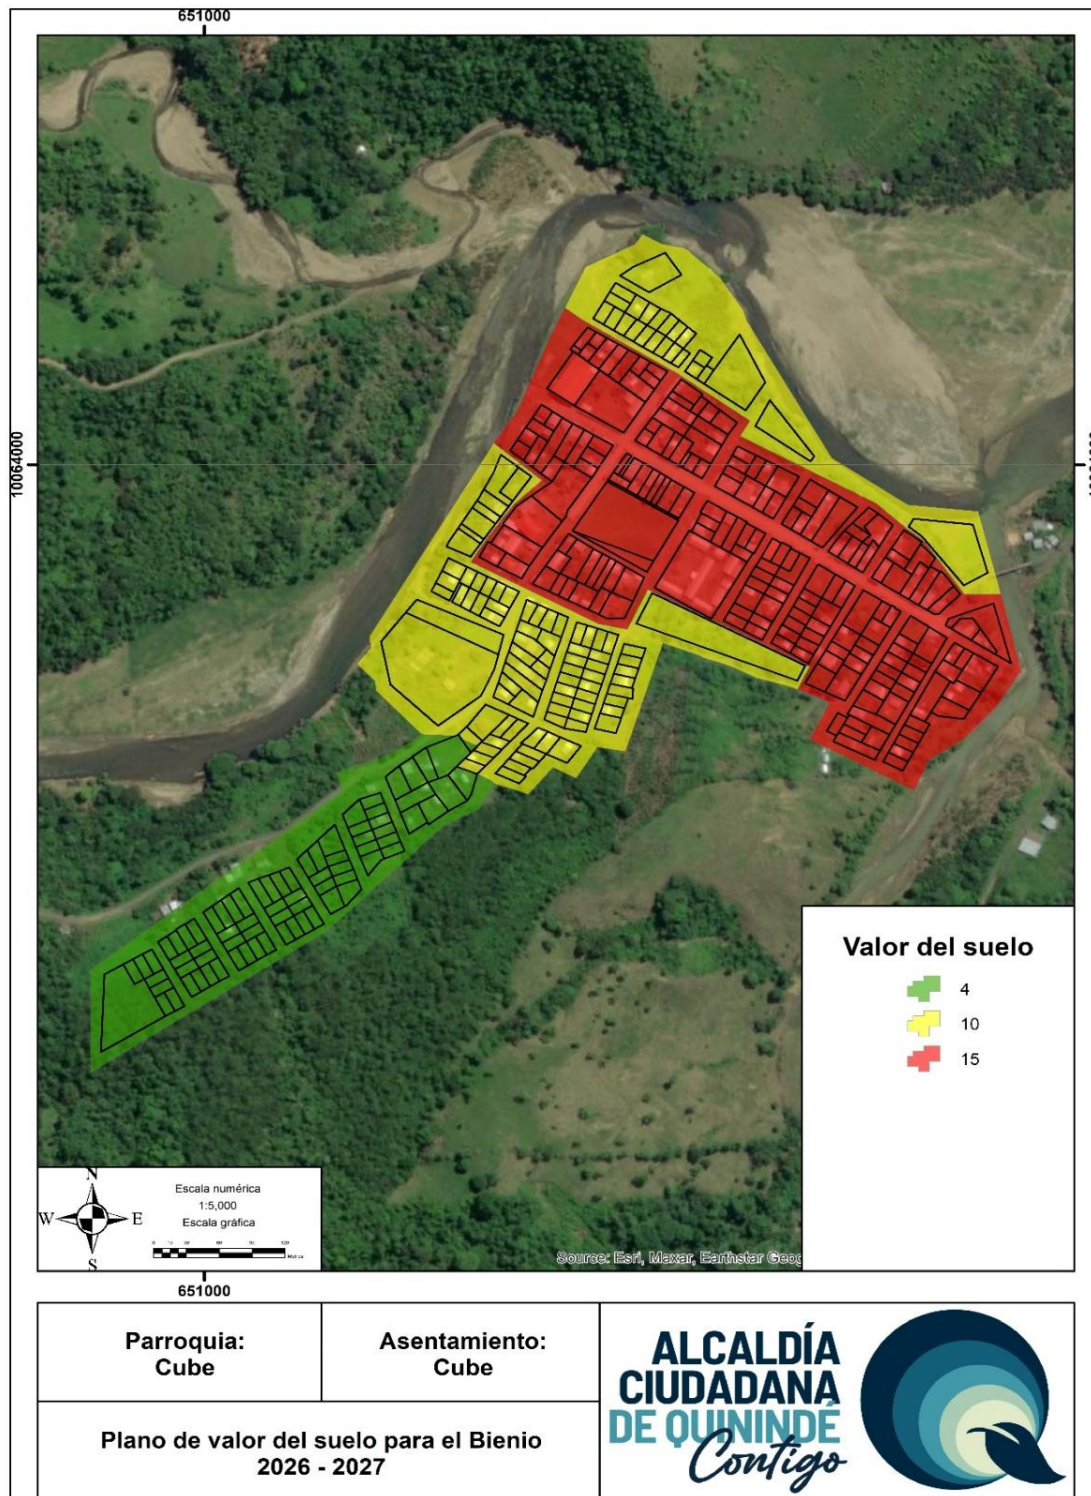 651000
10064000
Valor del suelo
4
10
15
N
W
E
S
Escala numérica
1:5,000
Escala gráfica
Source: Esri, Maxar, Earthstar Geog
651000
Parroquia:
Cube
Asentamiento:
Cube
Plano de valor del suelo para el Bienio
2026 - 2027
ALCALDÍA
CIUDADANA
DE QUININDÉ
Contigo